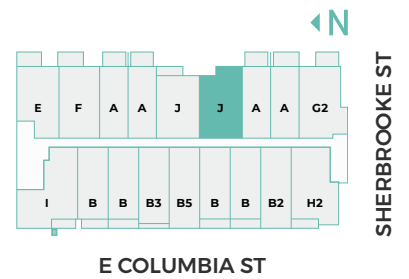 N
E F A A J J A A G2
I B B B3 B5 B B B2 H2
SHERBROOKE ST
E COLUMBIA ST